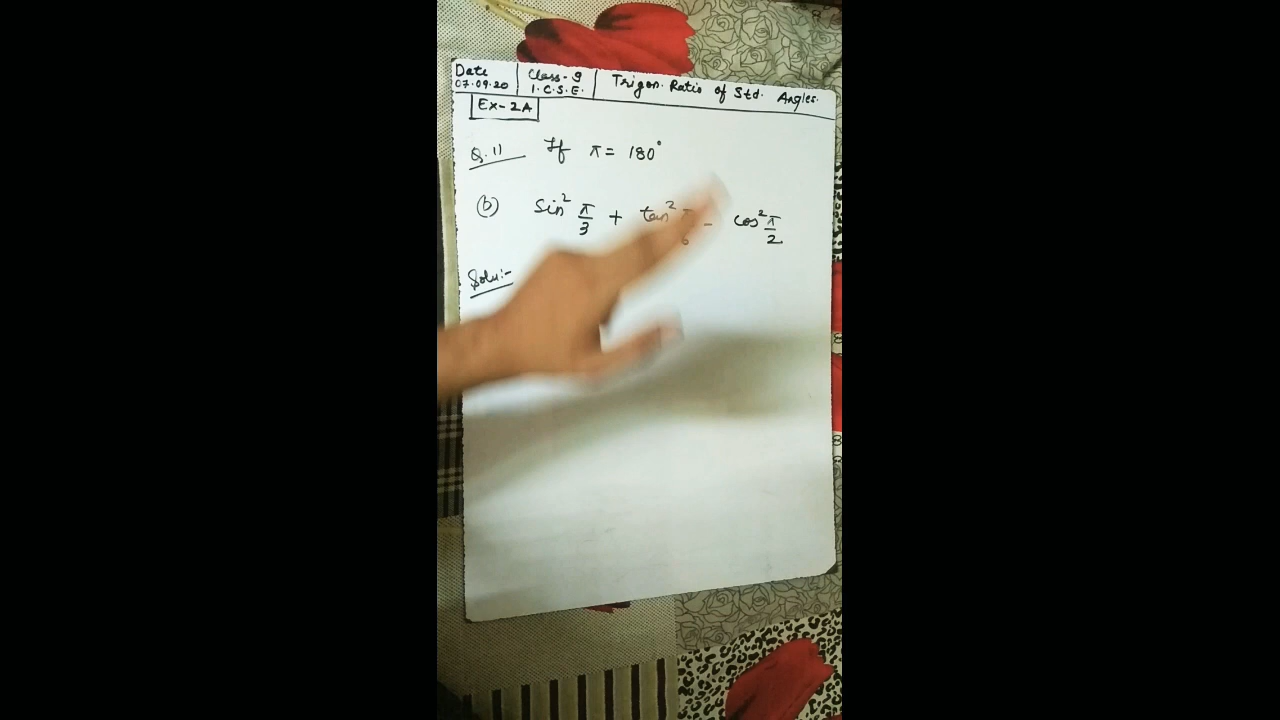 Date 07.09.20 Class-9 I.C.S.E. Trigon. Ratio of Std. Angles.
Ex-2A
Q.1) If π = 180°
(b) sin² π/3 + tan² π/6 - cos² π/2
Solu:-